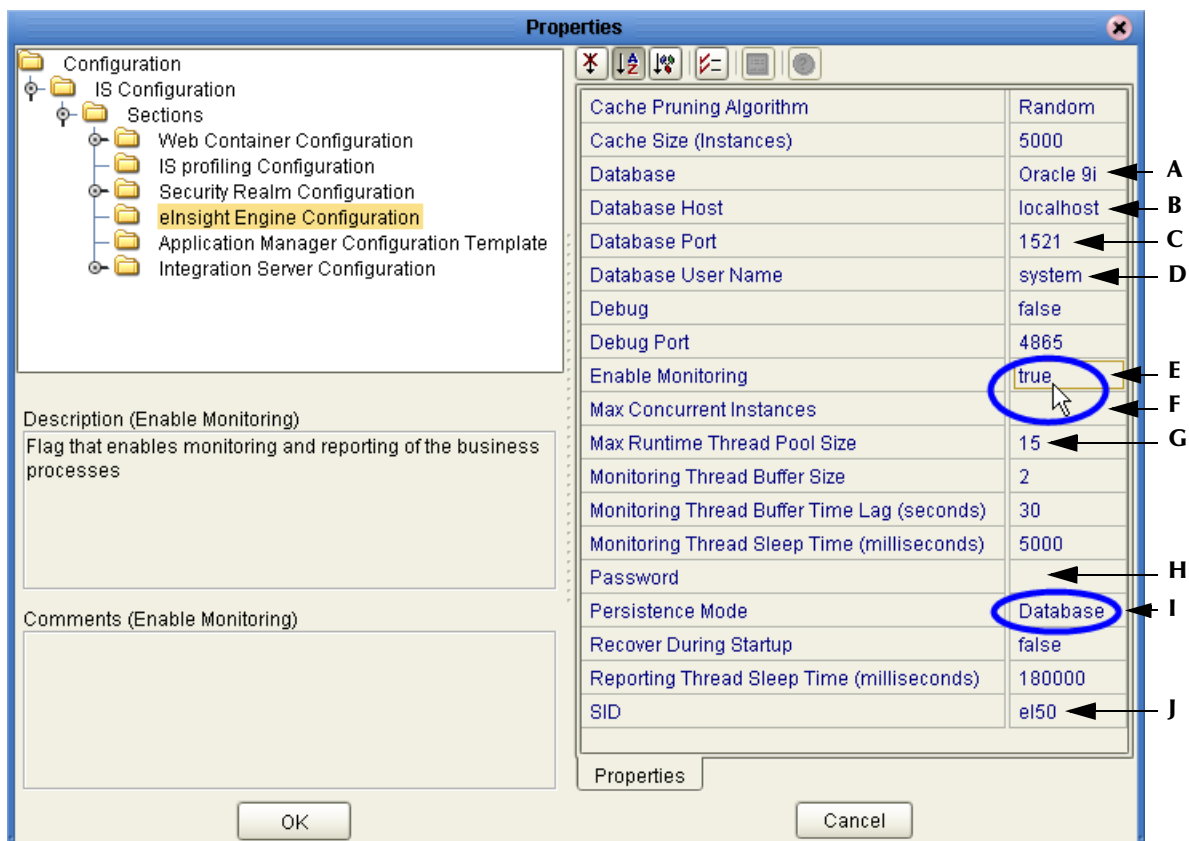 Properties
Configuration
IS Configuration
Sections
Web Container Configuration
IS profiling Configuration
Security Realm Configuration
eInsight Engine Configuration
Application Manager Configuration Template
Integration Server Configuration
Description (Enable Monitoring)
Flag that enables monitoring and reporting of the business
processes
Comments (Enable Monitoring)
Cache Pruning Algorithm Random
Cache Size (Instances) 5000
Database Oracle 9i A
Database Host localhost B
Database Port 1521 C
Database User Name system D
Debug false
Debug Port 4865
Enable Monitoring true E
Max Concurrent Instances F
Max Runtime Thread Pool Size 15 G
Monitoring Thread Buffer Size 2
Monitoring Thread Buffer Time Lag (seconds) 30
Monitoring Thread Sleep Time (milliseconds) 5000
Password H
Persistence Mode Database I
Recover During Startup false
Reporting Thread Sleep Time (milliseconds) 180000
SID eI50 J
Properties
OK
Cancel